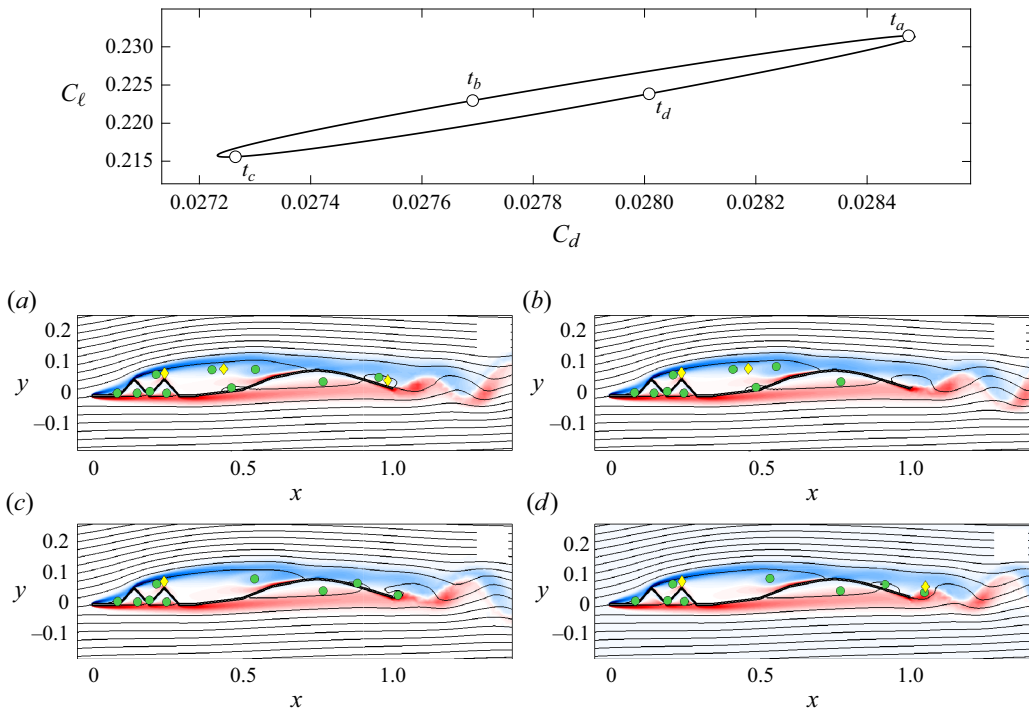 t_a
0.230
t_b
C_ℓ 0.225
t_d
0.220
0.215
t_c
0.0272 0.0274 0.0276 0.0278 0.0280 0.0282 0.0284
C_d
(a) (b)
0.2 0.2
0.1 0.1
y 0 y 0
–0.1 –0.1
0 0.5 1.0 0 0.5 1.0
x x
(c) (d)
0.2 0.2
0.1 0.1
y 0 y 0
–0.1 –0.1
0 0.5 1.0 0 0.5 1.0
x x